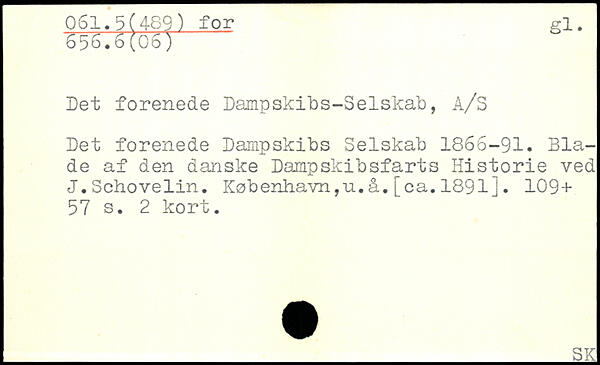 061.5(489) for gl.
656.6(06)
Det forenede Dampskibs-Selskab, A/S
Det forenede Dampskibs Selskab 1866-91. Bla-
de af den danske Dampskibsfarts Historie ved
J.Schovelin. København,u.å.[ca.1891]. 109+
57 s. 2 kort.
SK